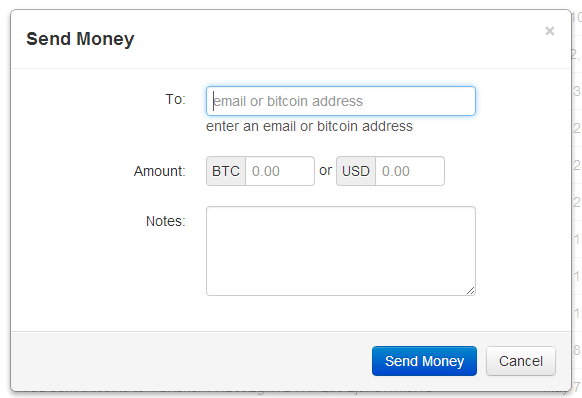 Send Money
×
To:
email or bitcoin address
enter an email or bitcoin address
Amount:
BTC
0.00
or
USD
0.00
Notes:
Send Money
Cancel